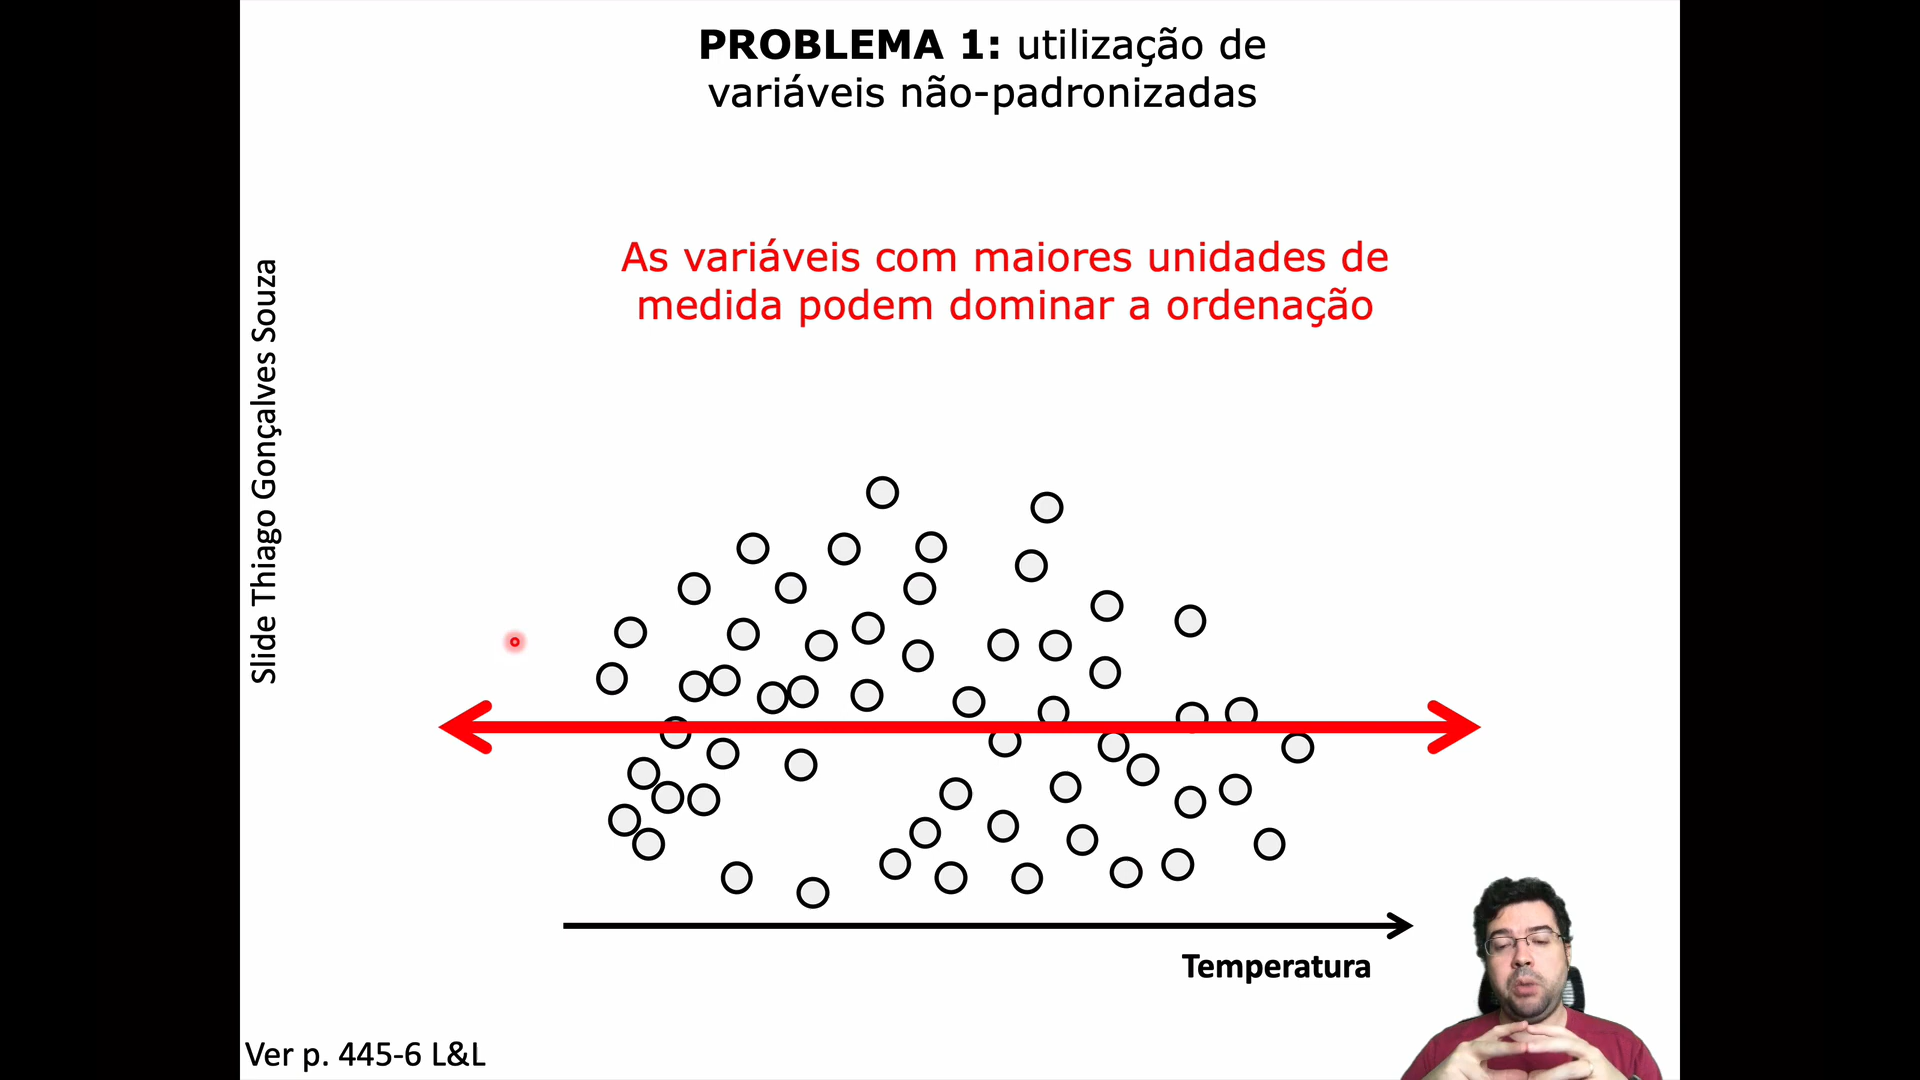 PROBLEMA 1: utilização de
variáveis não-padronizadas
As variáveis com maiores unidades de
medida podem dominar a ordenação
Slide Thiago Gonçalves Souza
Temperatura
Ver p. 445-6 L&L